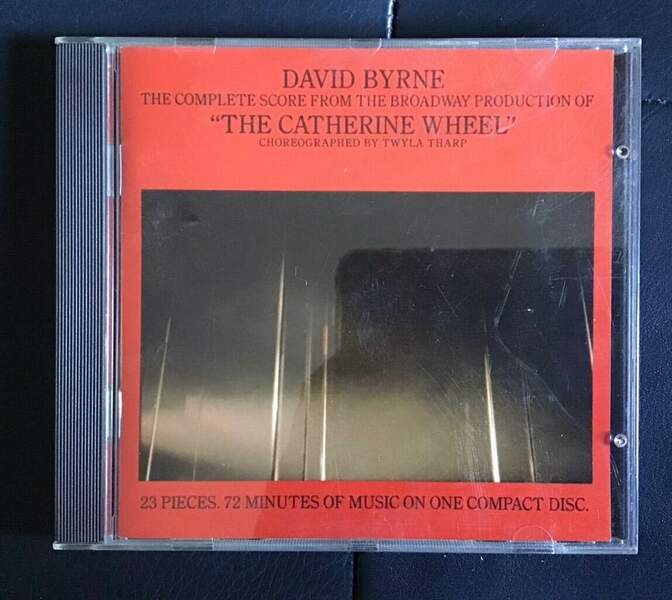 DAVID BYRNE
THE COMPLETE SCORE FROM THE BROADWAY PRODUCTION OF
"THE CATHERINE WHEEL"
CHOREOGRAPHED BY TWYLA THARP
23 PIECES. 72 MINUTES OF MUSIC ON ONE COMPACT DISC.